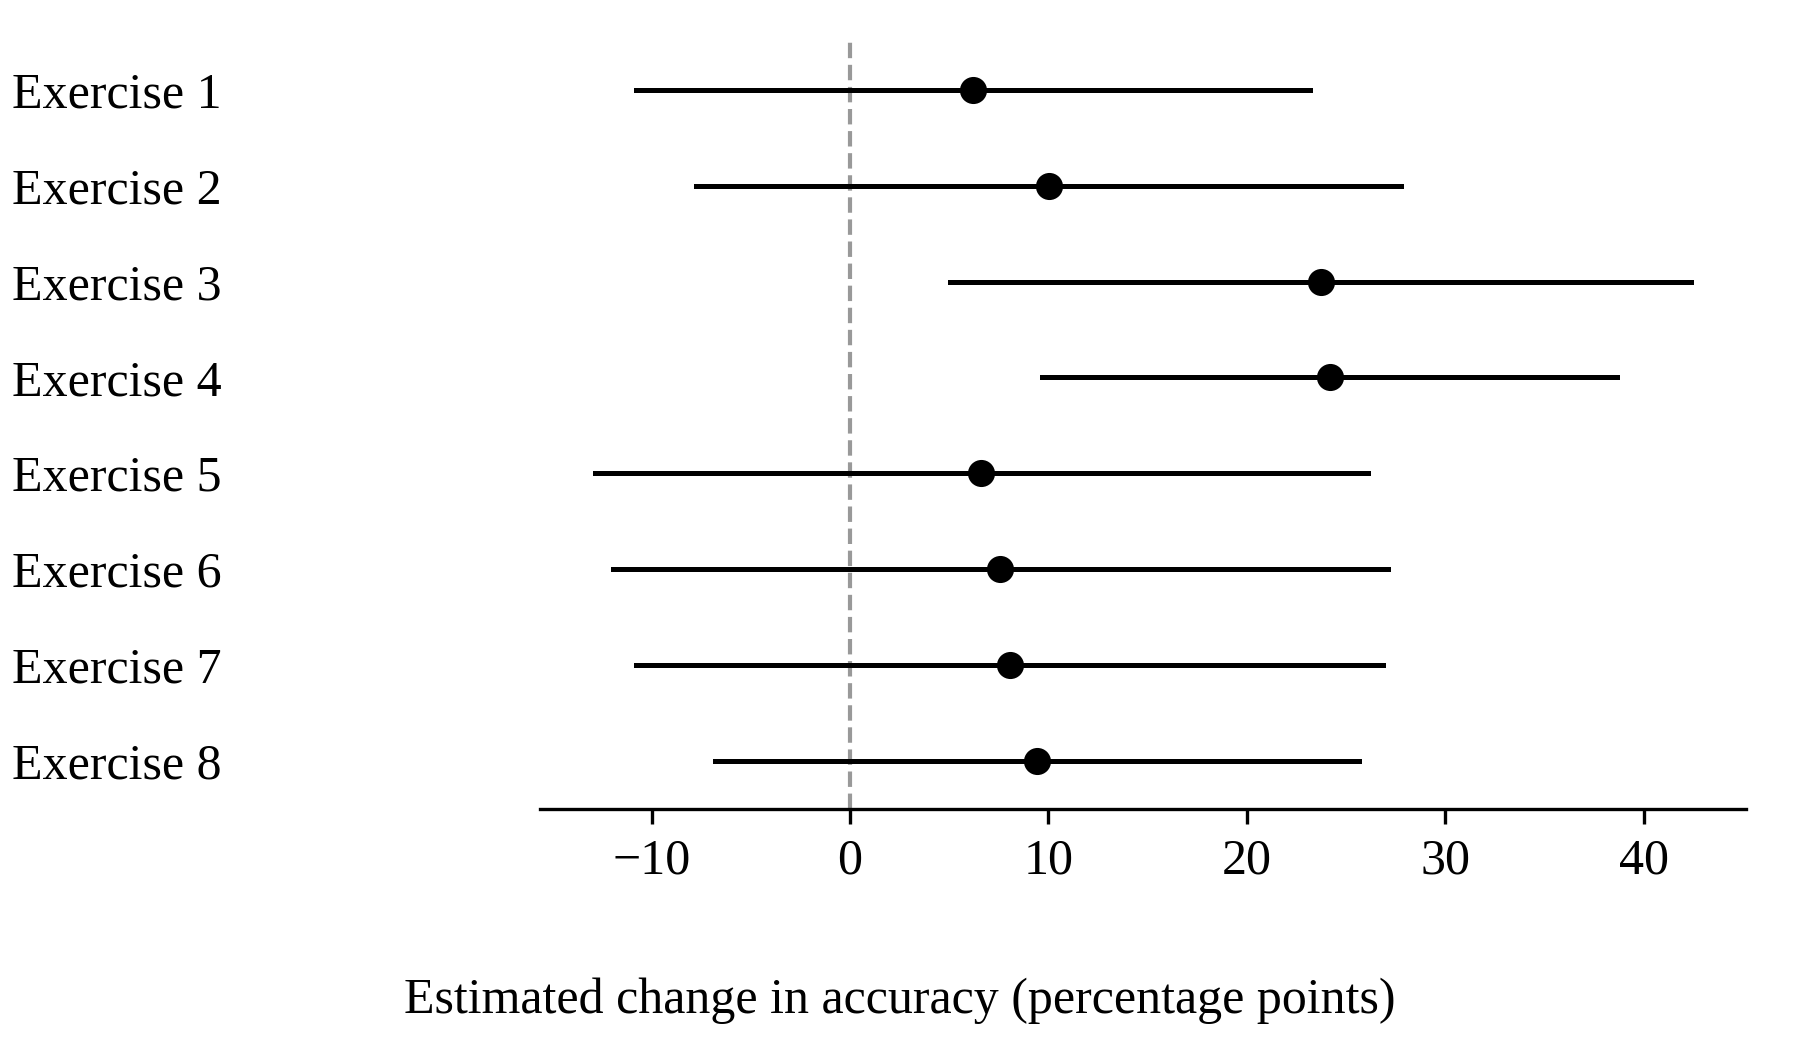 Exercise 1
Exercise 2
Exercise 3
Exercise 4
Exercise 5
Exercise 6
Exercise 7
Exercise 8
−10 0 10 20 30 40
Estimated change in accuracy (percentage points)